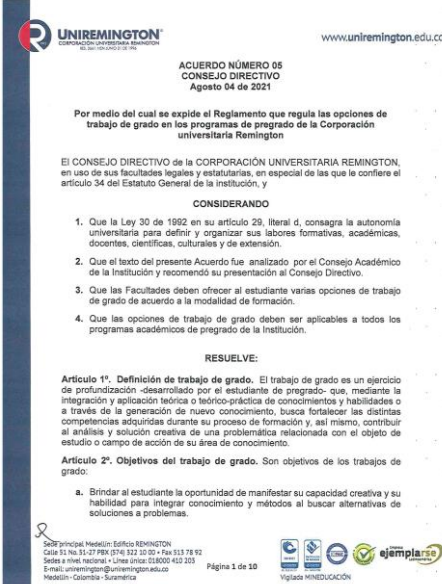 UNIREMINGTON®
CORPORACIÓN UNIVERSITARIA REMINGTON
www.uniremington.edu.co
ACUERDO NÚMERO 05
CONSEJO DIRECTIVO
Agosto 04 de 2021
Por medio del cual se expide el Reglamento que regula las opciones de
trabajo de grado en los programas de pregrado de la Corporación
universitaria Remington
El CONSEJO DIRECTIVO de la CORPORACIÓN UNIVERSITARIA REMINGTON,
en uso de sus facultades legales y estatutarias, en especial de las que le confiere el
artículo 34 del Estatuto General de la institución, y
CONSIDERANDO
1. Que la Ley 30 de 1992 en su artículo 29, literal d, consagra la autonomía
universitaria para definir y organizar sus labores formativas, académicas,
docentes, científicas, culturales y de extensión.
2. Que el texto del presente Acuerdo fue analizado por el Consejo Académico
de la Institución y recomendó su presentación al Consejo Directivo.
3. Que las Facultades deben ofrecer al estudiante varias opciones de trabajo
de grado de acuerdo a la modalidad de formación.
4. Que las opciones de trabajo de grado deben ser aplicables a todos los
programas académicos de pregrado de la Institución.
RESUELVE:
Artículo 1º. Definición de trabajo de grado. El trabajo de grado es un ejercicio
de profundización -desarrollado por el estudiante de pregrado- que, mediante la
integración y aplicación teórica o teórico-práctica de conocimientos y habilidades o
a través de la generación de nuevo conocimiento, busca fortalecer las distintas
competencias adquiridas durante su proceso de formación y, así mismo, contribuir
al análisis y solución creativa de una problemática relacionada con el objeto de
estudio o campo de acción de su área de conocimiento.
Artículo 2º. Objetivos del trabajo de grado. Son objetivos de los trabajos de
grado:
a. Brindar al estudiante la oportunidad de manifestar su capacidad creativa y su
habilidad para integrar conocimiento y métodos al buscar alternativas de
soluciones a problemas.
Sede principal Medellín: Edificio REMINGTON
Calle 51 No. 51-27 PBX (574) 322 10 00 • Fax 513 78 92
Sedes a nivel nacional • Línea única: 018000 410 203
E-mail: uniremington@uniremington.edu.co
Medellín - Colombia - Suramérica
Página 1 de 10
ejemplarse
Vigilada MINEDUCACIÓN